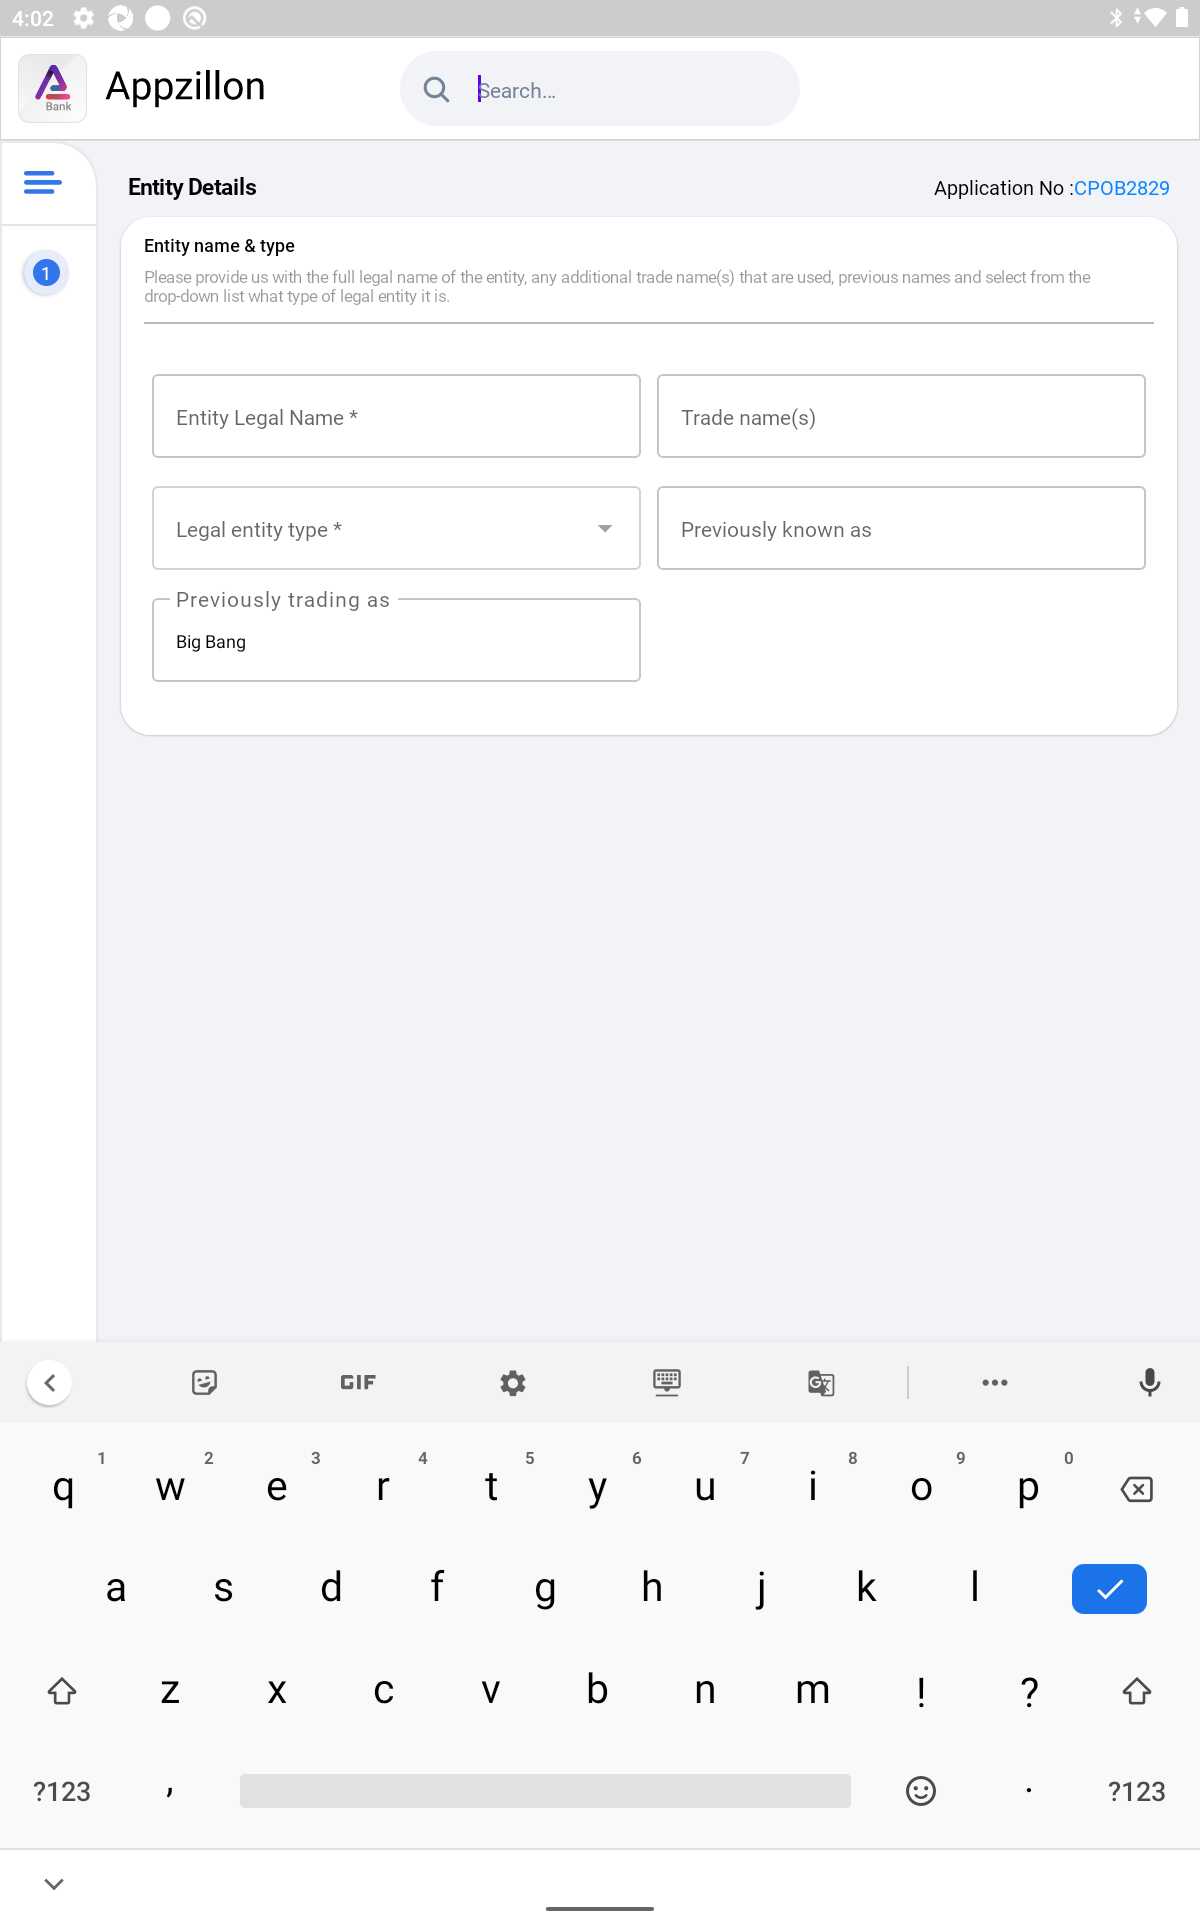 4:02
Bank
Appzillon
Search...
Entity Details
Application No :CPOB2829
1
Entity name & type
Please provide us with the full legal name of the entity, any additional trade name(s) that are used, previous names and select from the
drop-down list what type of legal entity it is.
Entity Legal Name *
Trade name(s)
Legal entity type *
Previously known as
Previously trading as
Big Bang
GIF
G文
1 2 3 4 5 6 7 8 9 0
q w e r t y u i o p
a s d f g h j k l
z x c v b n m ! ?
?123 , . ?123